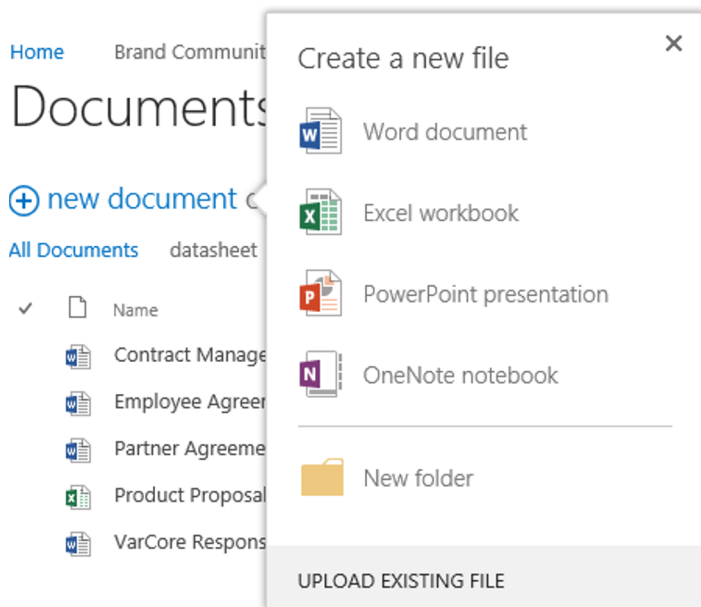 Home Brand Communit
Documents
new document
All Documents datasheet
Name
Contract Manage
Employee Agreer
Partner Agreeme
Product Proposal
VarCore Respons
Create a new file
Word document
Excel workbook
PowerPoint presentation
OneNote notebook
New folder
UPLOAD EXISTING FILE